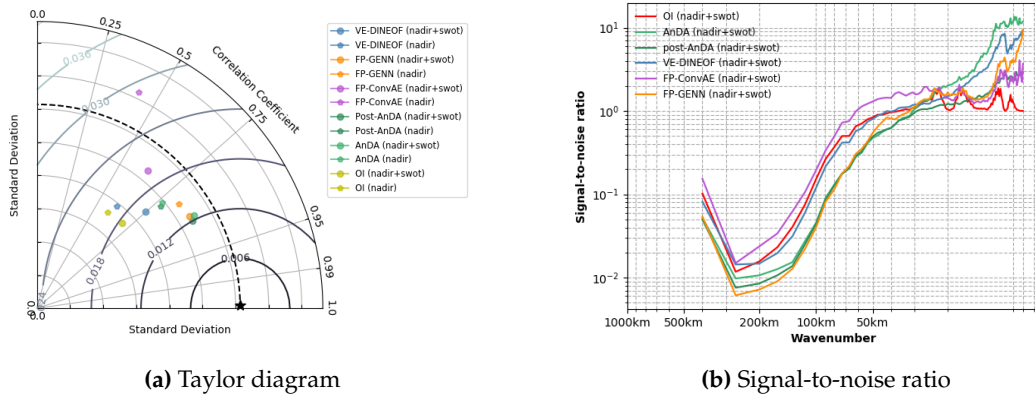 0.0
0.25
0.5
0.75
0.95
0.99
1.0
Correlation Coefficient
Standard Deviation
Standard Deviation
0.0
0.036
0.030
0.024
0.018
0.012
0.006
VE-DINEOF (nadir+swot)
VE-DINEOF (nadir)
FP-GENN (nadir+swot)
FP-GENN (nadir)
FP-ConvAE (nadir+swot)
FP-ConvAE (nadir)
Post-AnDA (nadir+swot)
Post-AnDA (nadir)
AnDA (nadir+swot)
AnDA (nadir)
OI (nadir+swot)
OI (nadir)
(a) Taylor diagram
OI (nadir+swot)
AnDA (nadir+swot)
post-AnDA (nadir+swot)
VE-DINEOF (nadir+swot)
FP-ConvAE (nadir+swot)
FP-GENN (nadir+swot)
Signal-to-noise ratio
10¹
10⁰
10⁻¹
10⁻²
1000km 500km 200km 100km 50km
Wavenumber
(b) Signal-to-noise ratio